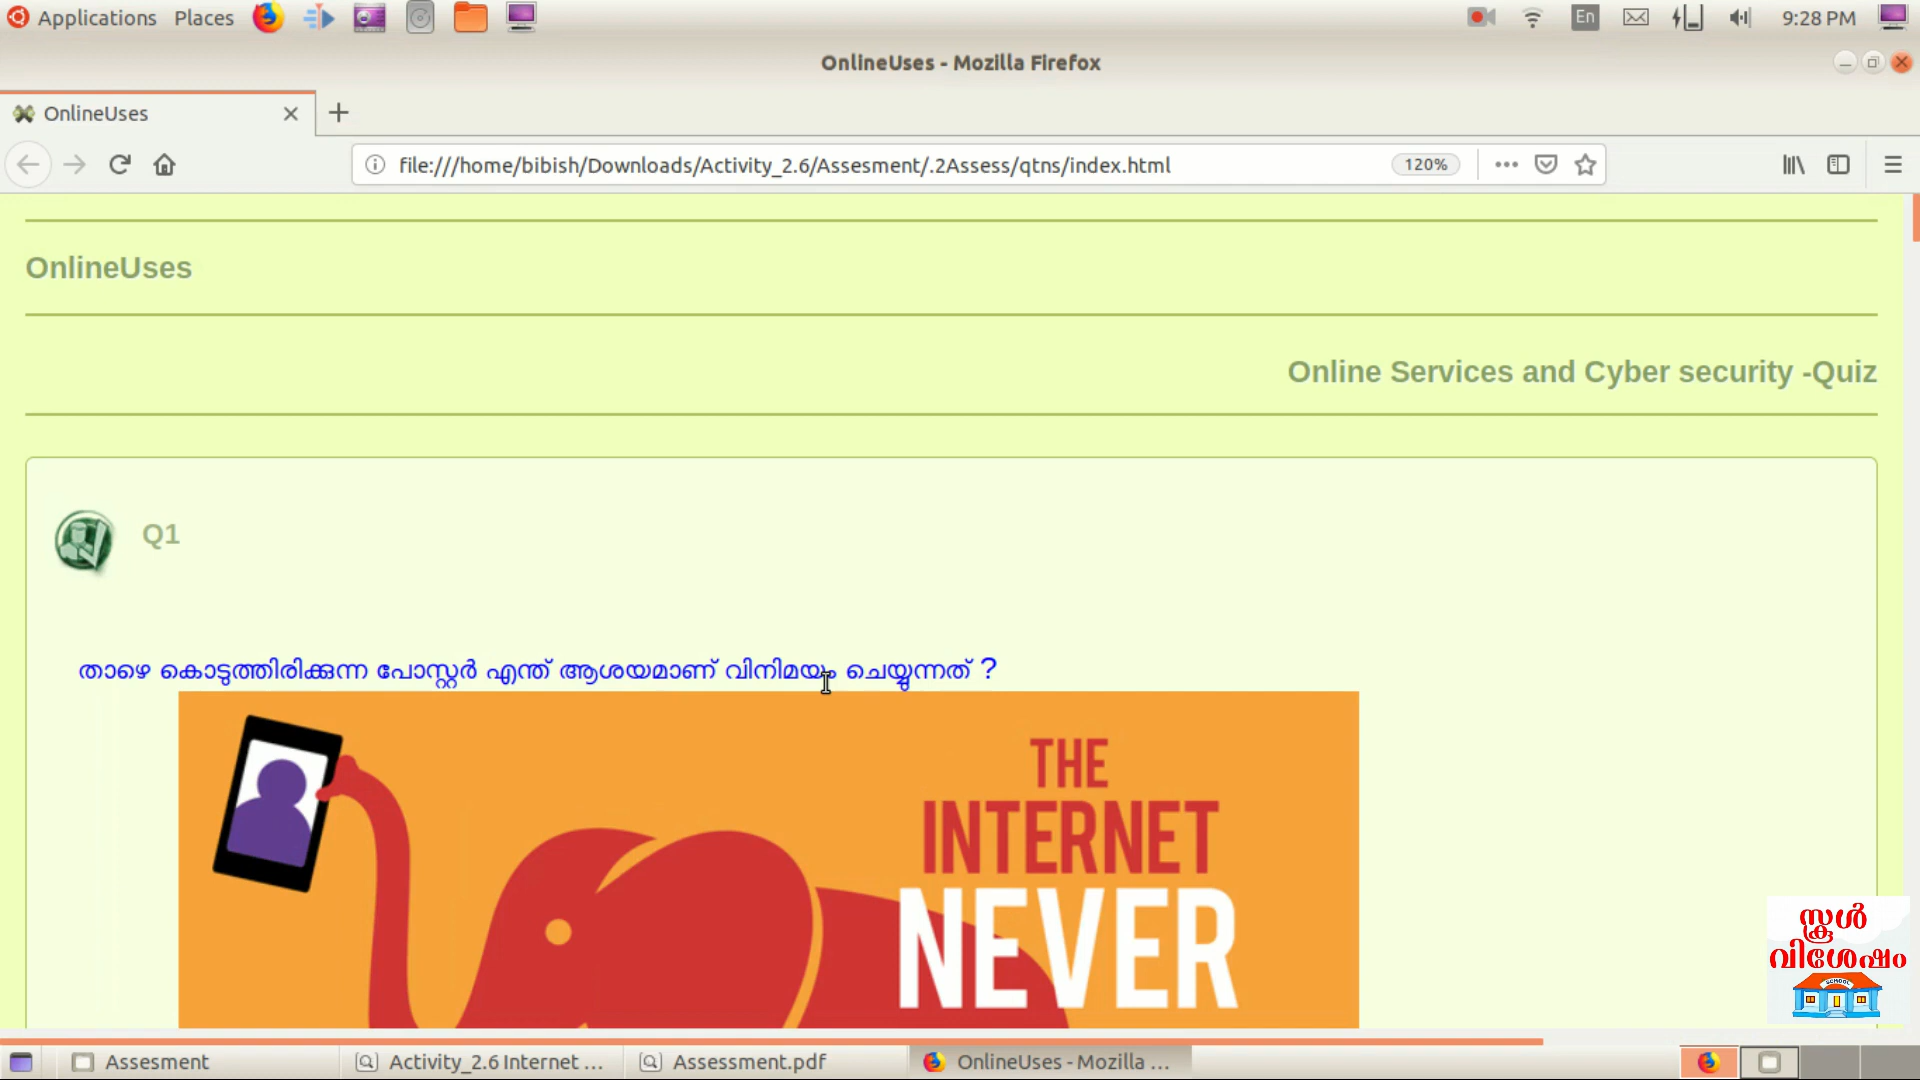 Applications Places En 9:28 PM
OnlineUses - Mozilla Firefox
OnlineUses
file:///home/bibish/Downloads/Activity_2.6/Assesment/.2Assess/qtns/index.html 120%
OnlineUses
Online Services and Cyber security -Quiz
Q1
താഴെ കൊടുത്തിരിക്കുന്ന പോസ്റ്റർ എന്ത് ആശയമാണ് വിനിമയം ചെയ്യുന്നത് ?
THE
INTERNET
NEVER
സ്കൂൾ
വിശേഷം
SCHOOL
Assesment Activity_2.6 Internet ... Assessment.pdf OnlineUses - Mozilla ...